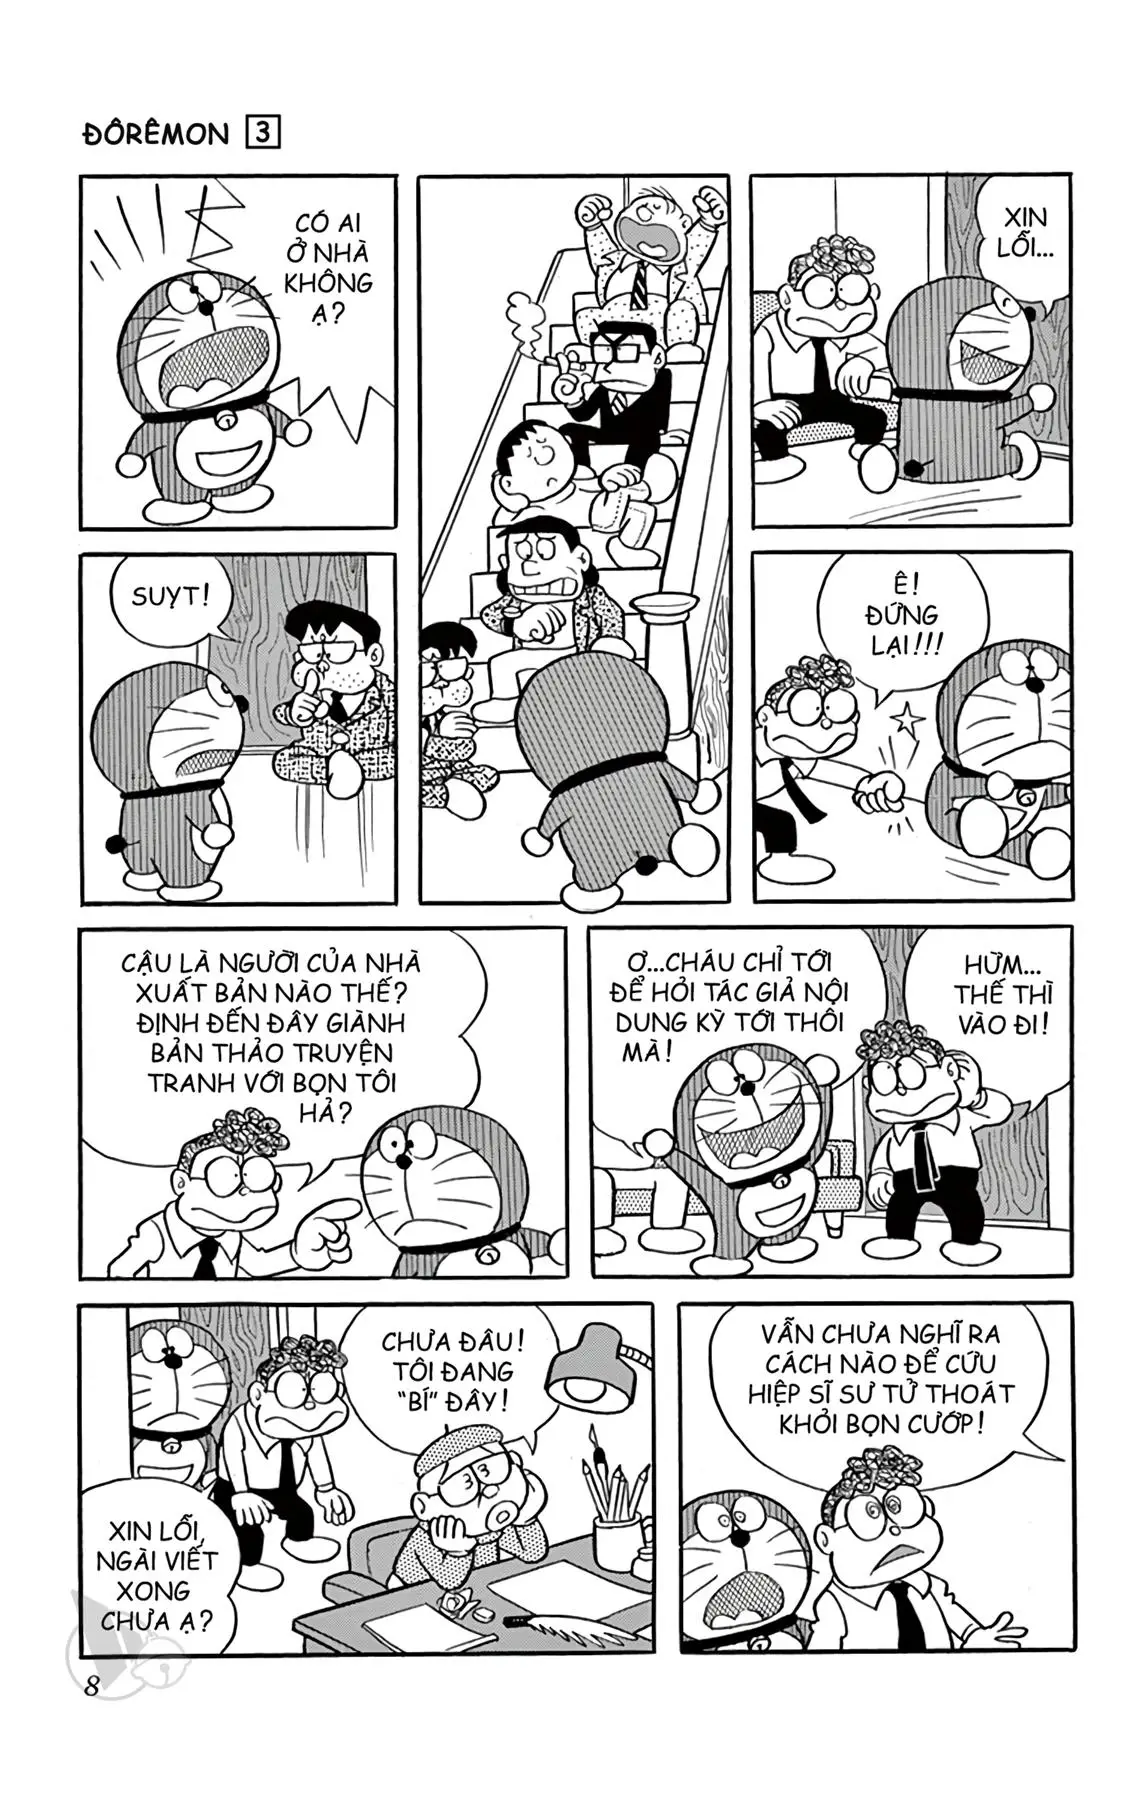 ĐÔRÊMON 3
CÓ AI
Ở NHÀ
KHÔNG
Ạ?
SUỴT!
XIN
LỖI...
Ê!
ĐỨNG
LẠI!!!
CẬU LÀ NGƯỜI CỦA NHÀ
XUẤT BẢN NÀO THẾ?
ĐỊNH ĐẾN ĐÂY GIÀNH
BẢN THẢO TRUYỆN
TRANH VỚI BỌN TÔI
HẢ?
Ơ...CHÁU CHỈ TỚI
ĐỂ HỎI TÁC GIẢ NỘI
DUNG KỲ TỚI THÔI
MÀ!
HỪM...
THẾ THÌ
VÀO ĐI!
XIN LỖI,
NGÀI VIẾT
XONG
CHƯA Ạ?
CHƯA ĐÂU!
TÔI ĐANG
"BÍ" ĐÂY!
VẪN CHƯA NGHĨ RA
CÁCH NÀO ĐỂ CỨU
HIỆP SĨ SƯ TỬ THOÁT
KHỎI BỌN CƯỚP!
8